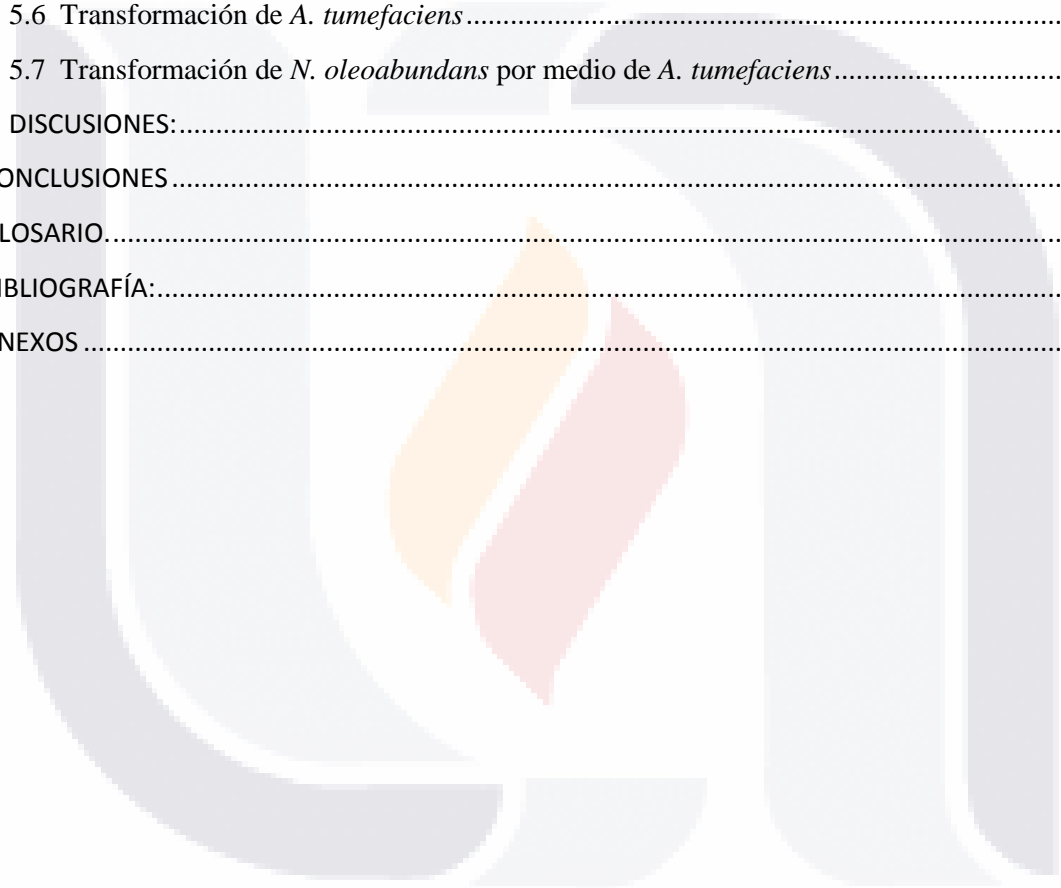 5.6 Transformación de A. tumefaciens........................................................................................
5.7 Transformación de N. oleoabundans por medio de A. tumefaciens..................................
DISCUSIONES:........................................................................................................................
ONCLUSIONES........................................................................................................................
LOSARIO.................................................................................................................................
IBLIOGRAFÍA:.........................................................................................................................
NEXOS....................................................................................................................................